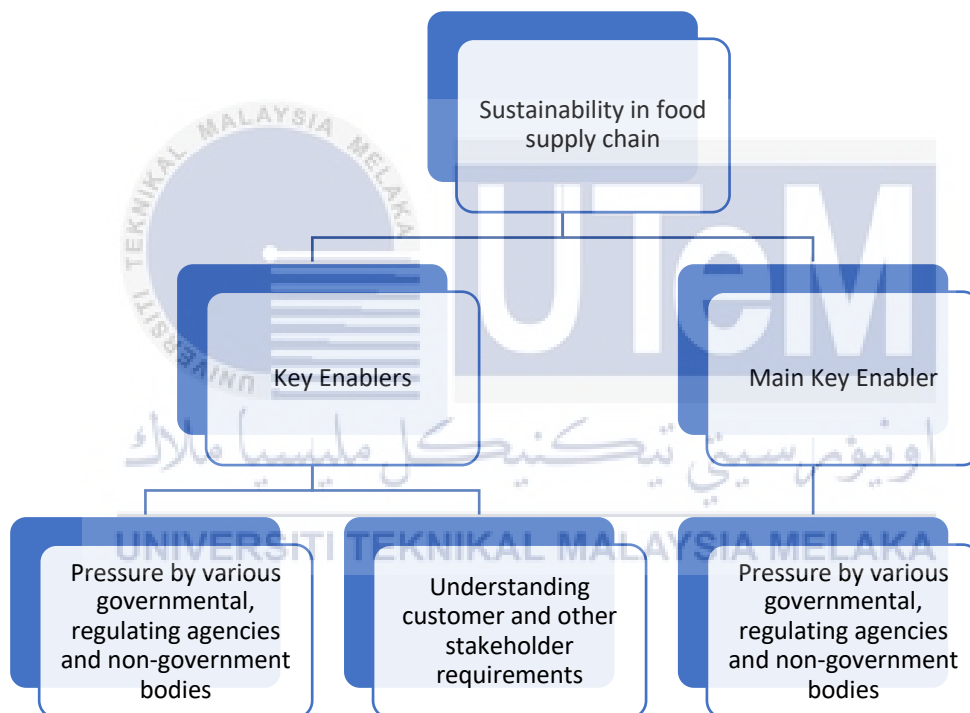 Sustainability in food
supply chain
UNIVERSITI TEKNIKAL MALAYSIA MELAKA
UTeM
Key Enablers
Main Key Enabler
اونيۏرسيتي تيكنيكل مليسيا ملاك
UNIVERSITI TEKNIKAL MALAYSIA MELAKA
Pressure by various
governmental,
regulating agencies
and non-government
bodies
Understanding
customer and other
stakeholder
requirements
Pressure by various
governmental,
regulating agencies
and non-government
bodies